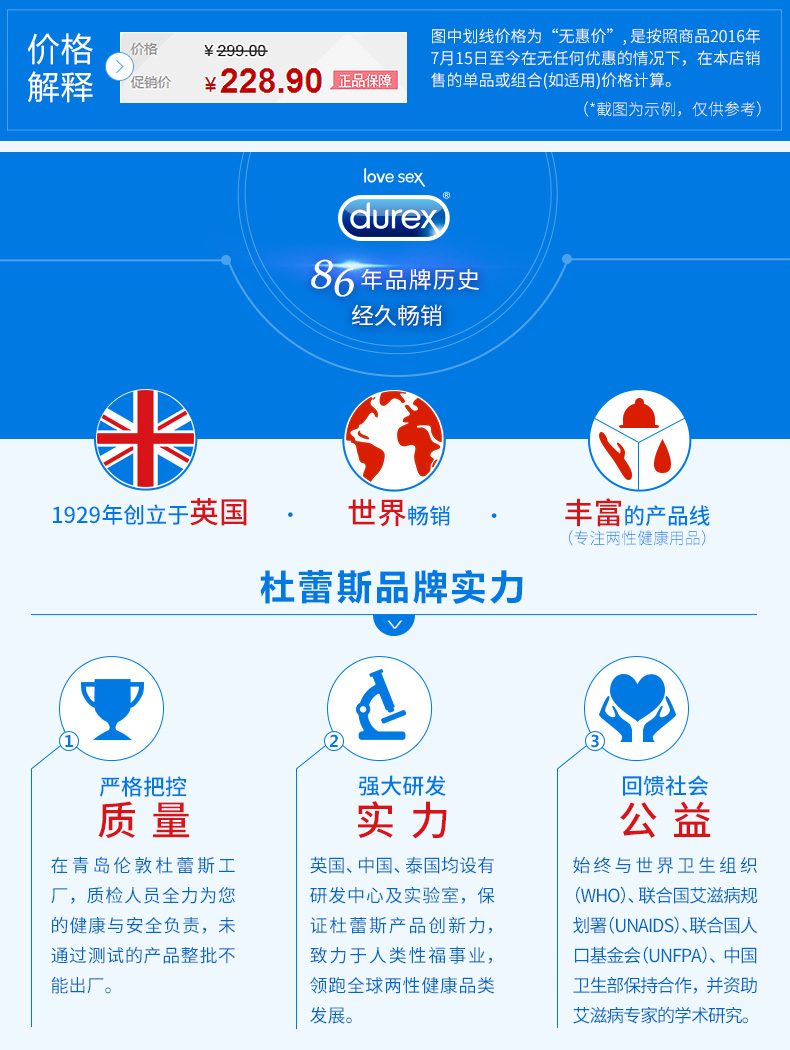 价格
解释
价格 ¥299.00
促销价 ¥228.90 正品保障
图中划线价格为“无惠价”, 是按照商品2016年
7月15日至今在无任何优惠的情况下，在本店销
售的单品或组合(如适用)价格计算。
（*截图为示例，仅供参考）
love sex
durex®
86年品牌历史
经久畅销
1929年创立于英国
·
世界畅销
·
丰富的产品线
（专注两性健康用品）
杜蕾斯品牌实力
1
严格把控
质量
在青岛伦敦杜蕾斯工
厂，质检人员全力为您
的健康与安全负责，未
通过测试的产品整批不
能出厂。
2
强大研发
实力
英国、中国、泰国均设有
研发中心及实验室，保
证杜蕾斯产品创新力，
致力于人类性福事业，
领跑全球两性健康品类
发展。
3
回馈社会
公益
始终与世界卫生组织
（WHO）、联合国艾滋病规
划署（UNAIDS）、联合国人
口基金会（UNFPA）、中国
卫生部保持合作，并资助
艾滋病专家的学术研究。